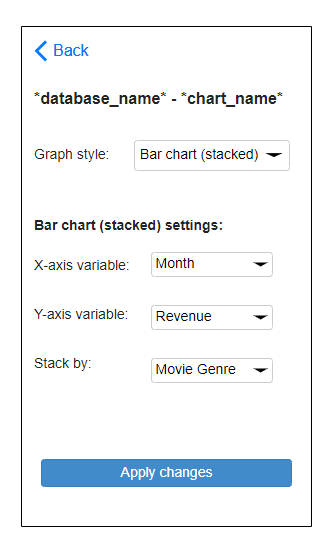 Back
*database_name* - *chart_name*
Graph style: Bar chart (stacked)
Bar chart (stacked) settings:
X-axis variable: Month
Y-axis variable: Revenue
Stack by: Movie Genre
Apply changes